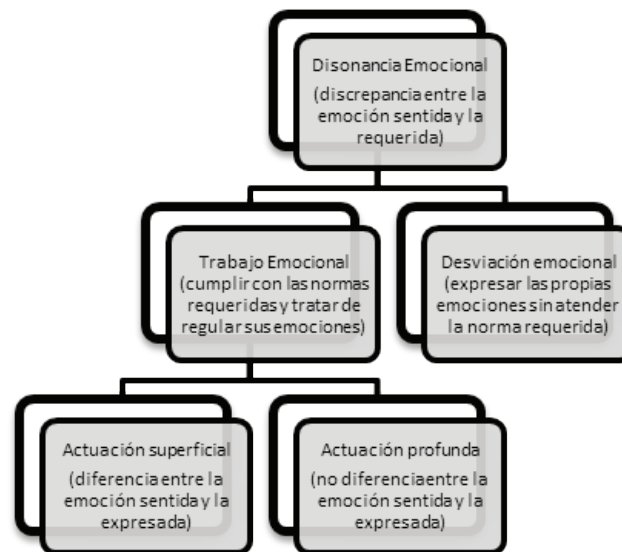 Disonancia Emocional
(discrepancia entre la
emoción sentida y la
requerida)
Trabajo Emocional
(cumplir con las normas
requeridas y tratar de
regular sus emociones)
Desviación emocional
(expresar las propias
emociones sin atender
la norma requerida)
Actuación superficial
(diferencia entre la
emoción sentida y la
expresada)
Actuación profunda
(no diferencia entre la
emoción sentida y la
expresada)